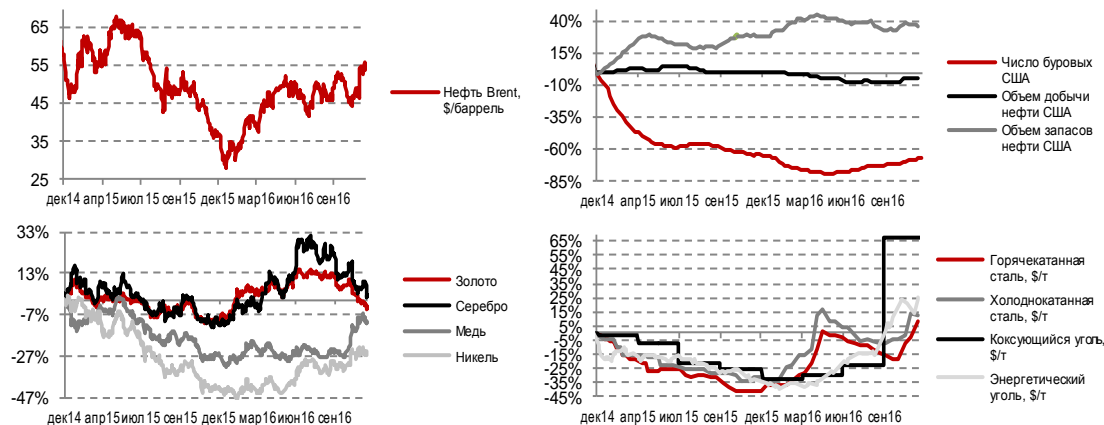 65
55
45
35
25
дек14 апр15 июл 15 сен15 дек15 мар16 июн16 сен16
Нефть Brent,
$/баррель
40%
15%
-10%
-35%
-60%
-85%
дек14 апр15 июл 15 сен15 дек15 мар16 июн16 сен16
Число буровых
США
Объем добычи
нефти США
Объем запасов
нефти США
33%
13%
-7%
-27%
-47%
дек14 апр15 июл 15 сен15 дек15 мар16 июн16 сен16
Золото
Серебро
Медь
Никель
65%
55%
45%
35%
25%
15%
5%
-5%
-15%
-25%
-35%
-45%
дек14 апр15 июл 15 сен15 дек15 мар16 июн16 сен16
Горячекатанная
сталь, $/т
Холоднокатанная
сталь, $/т
Коксующийся уголь,
$/т
Энергетический
уголь, $/т